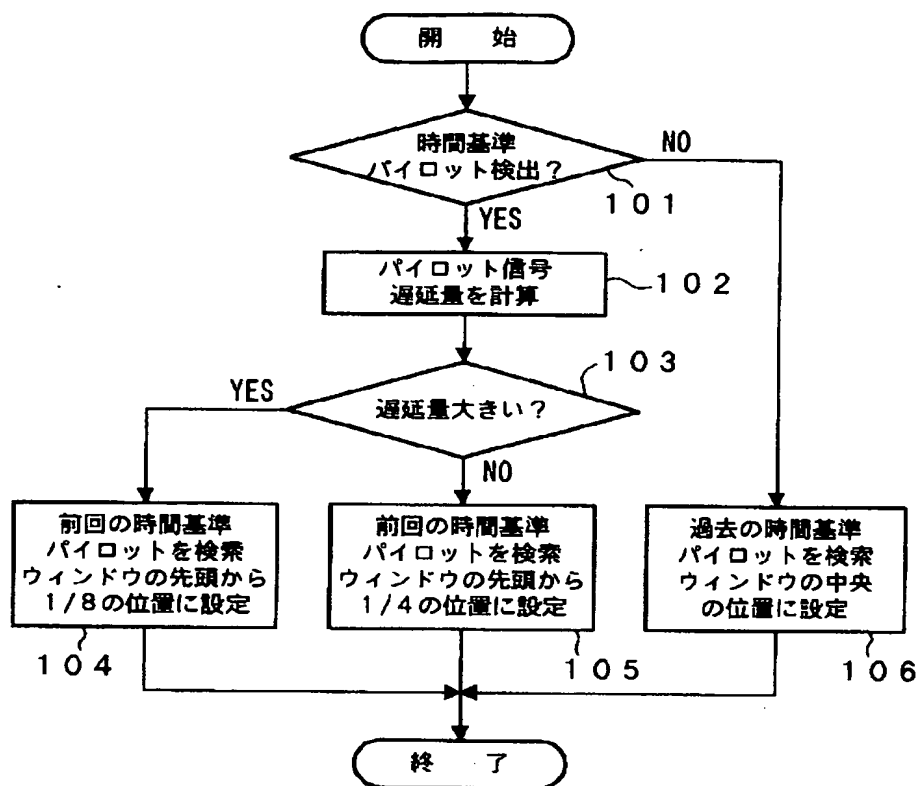 開 始
時間基準
パイロット検出？
NO
101
YES
パイロット信号
遅延量を計算
102
103
YES
遅延量大きい？
NO
前回の時間基準
パイロットを検索
ウィンドウの先頭から
1/8の位置に設定
前回の時間基準
パイロットを検索
ウィンドウの先頭から
1/4の位置に設定
過去の時間基準
パイロットを検索
ウィンドウの中央
の位置に設定
104
105
106
終 了